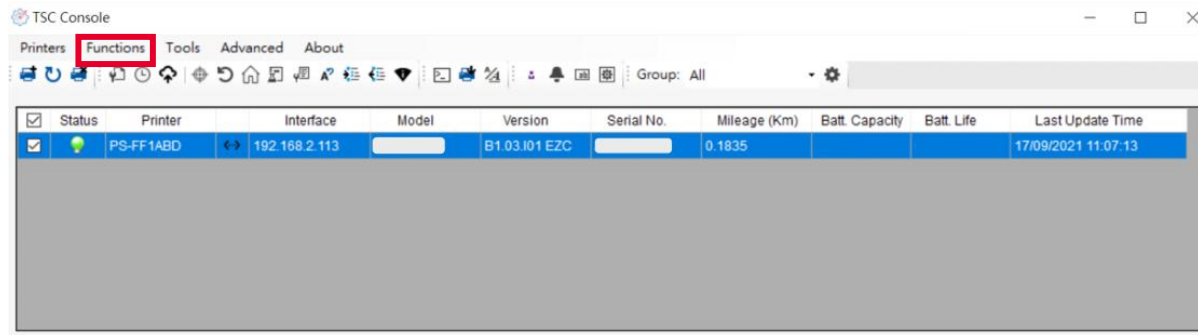 TSC Console
Printers Functions Tools Advanced About
Group: All
Status Printer Interface Model Version Serial No. Mileage (Km) Batt. Capacity Batt. Life Last Update Time
PS-FF1ABD 192.168.2.113 B1.03.I01 EZC 0.1835 17/09/2021 11:07:13